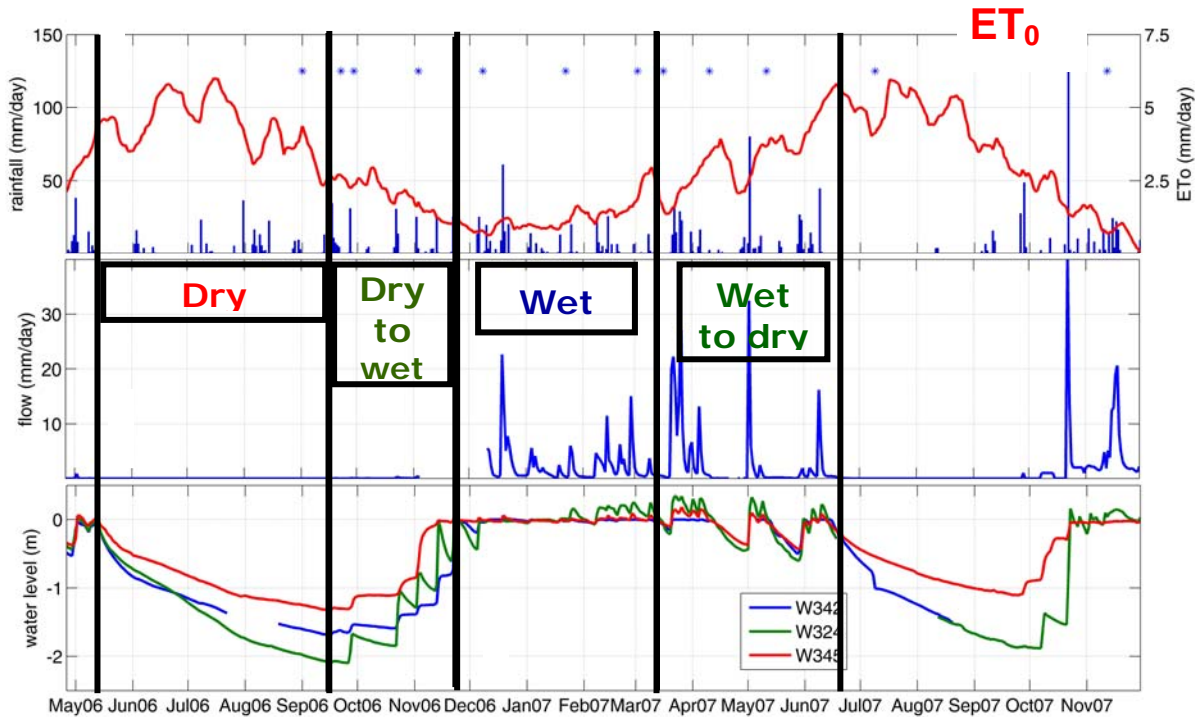 ET₀
150
100
50
rainfall (mm/day)
7.5
5
2.5
ETo (mm/day)
30
20
10
flow (mm/day)
Dry
Dry
to
wet
Wet
Wet
to dry
0
-1
-2
water level (m)
W342
W324
W345
May06 Jun06 Jul06 Aug06 Sep06 Oct06 Nov06 Dec06 Jan07 Feb07 Mar07 Apr07 May07 Jun07 Jul07 Aug07 Sep07 Oct07 Nov07